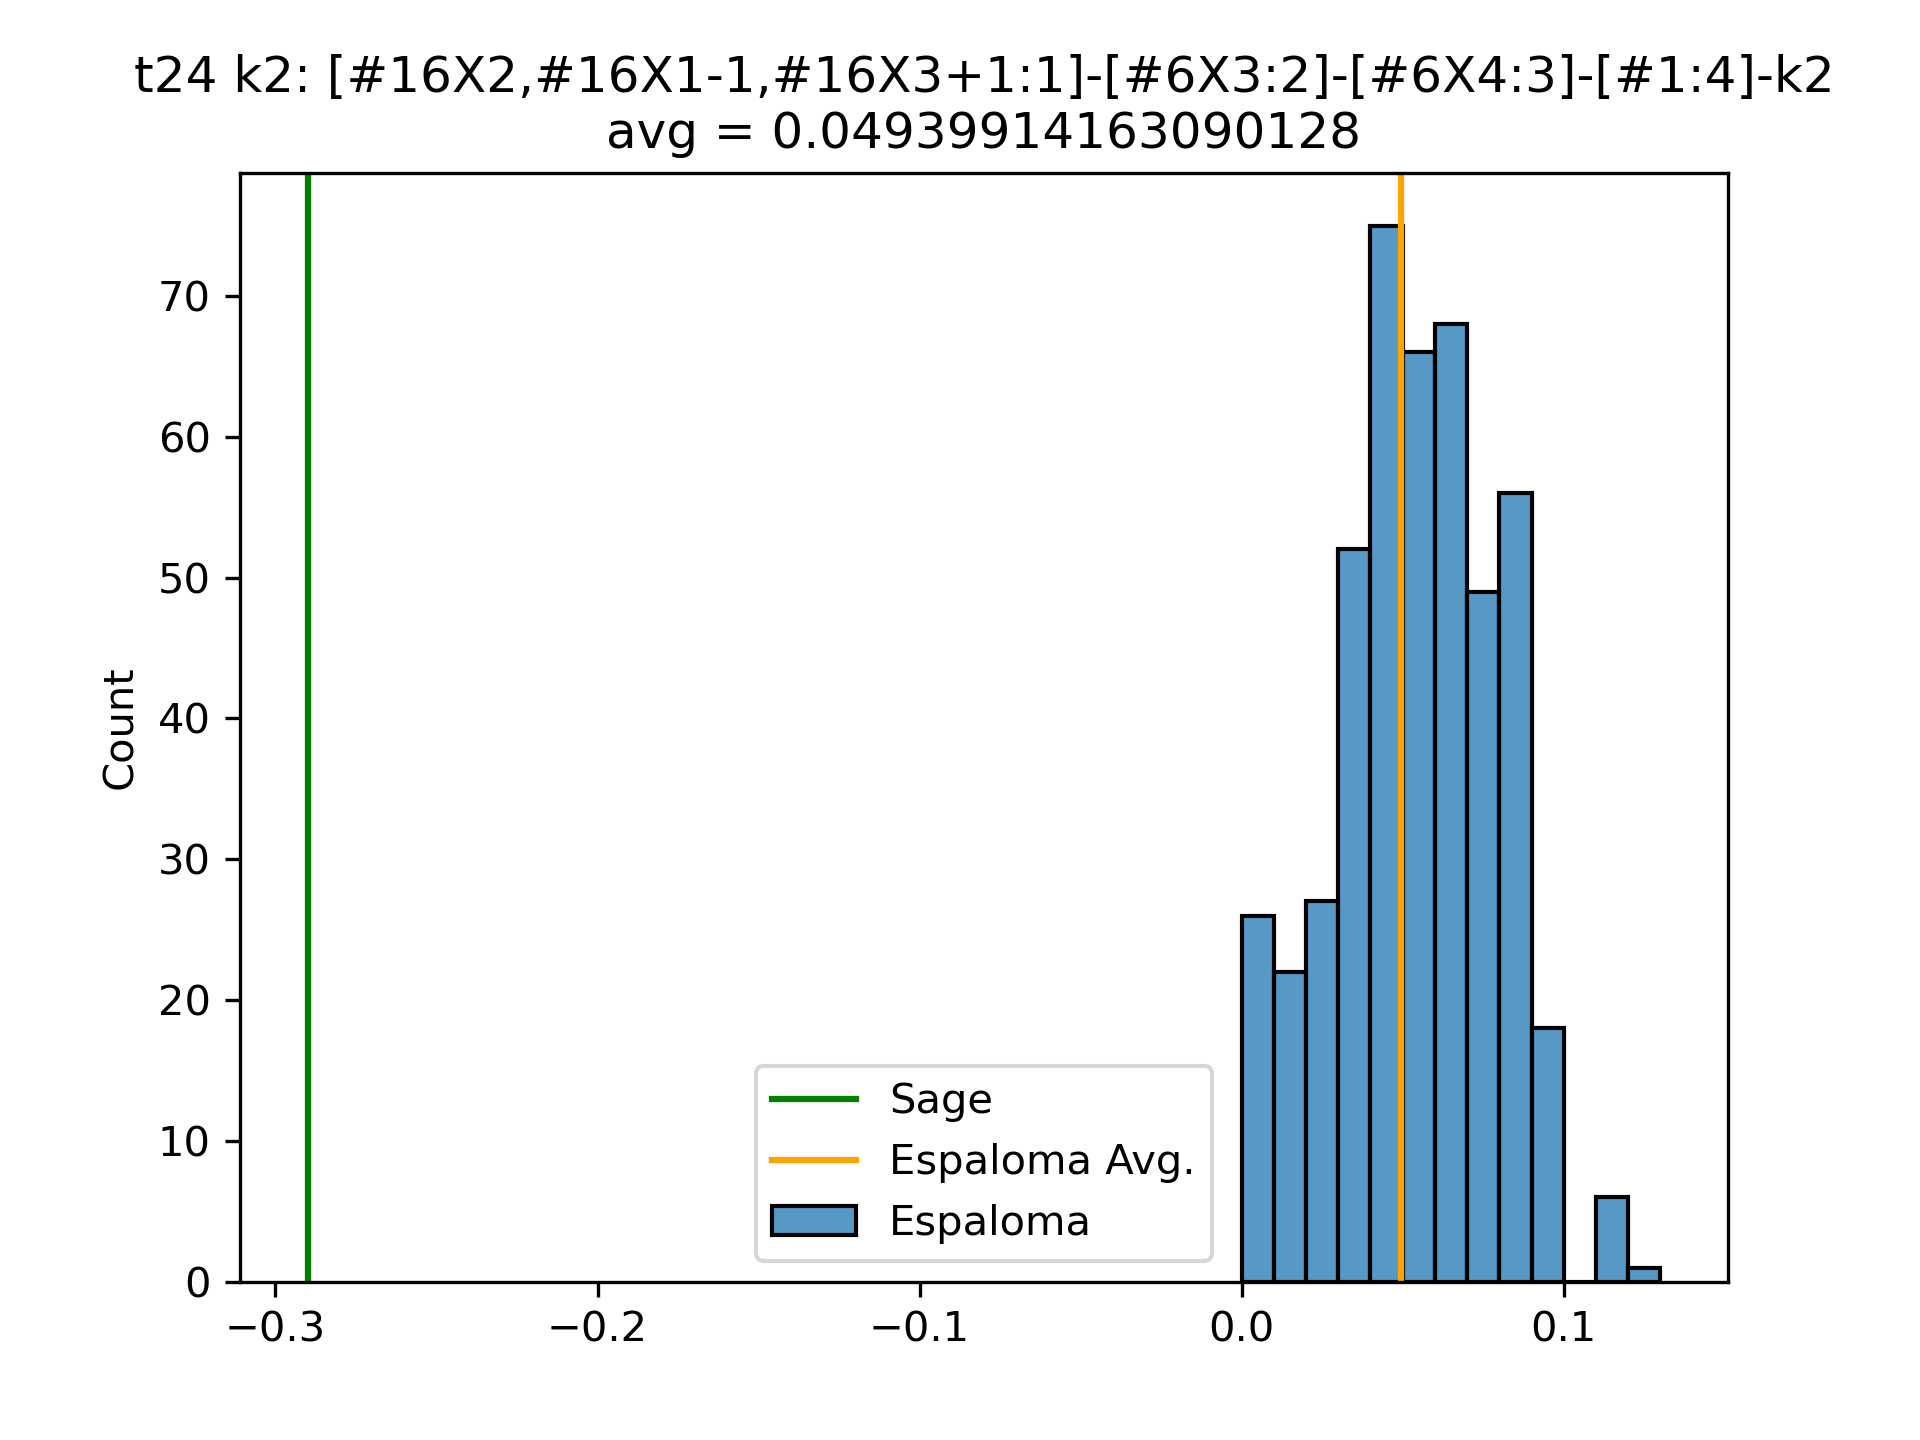 t24 k2: [#16X2,#16X1-1,#16X3+1:1]-[#6X3:2]-[#6X4:3]-[#1:4]-k2
avg = 0.04939914163090128
Count
70
60
50
40
30
20
10
0
−0.3 −0.2 −0.1 0.0 0.1
Sage
Espaloma Avg.
Espaloma